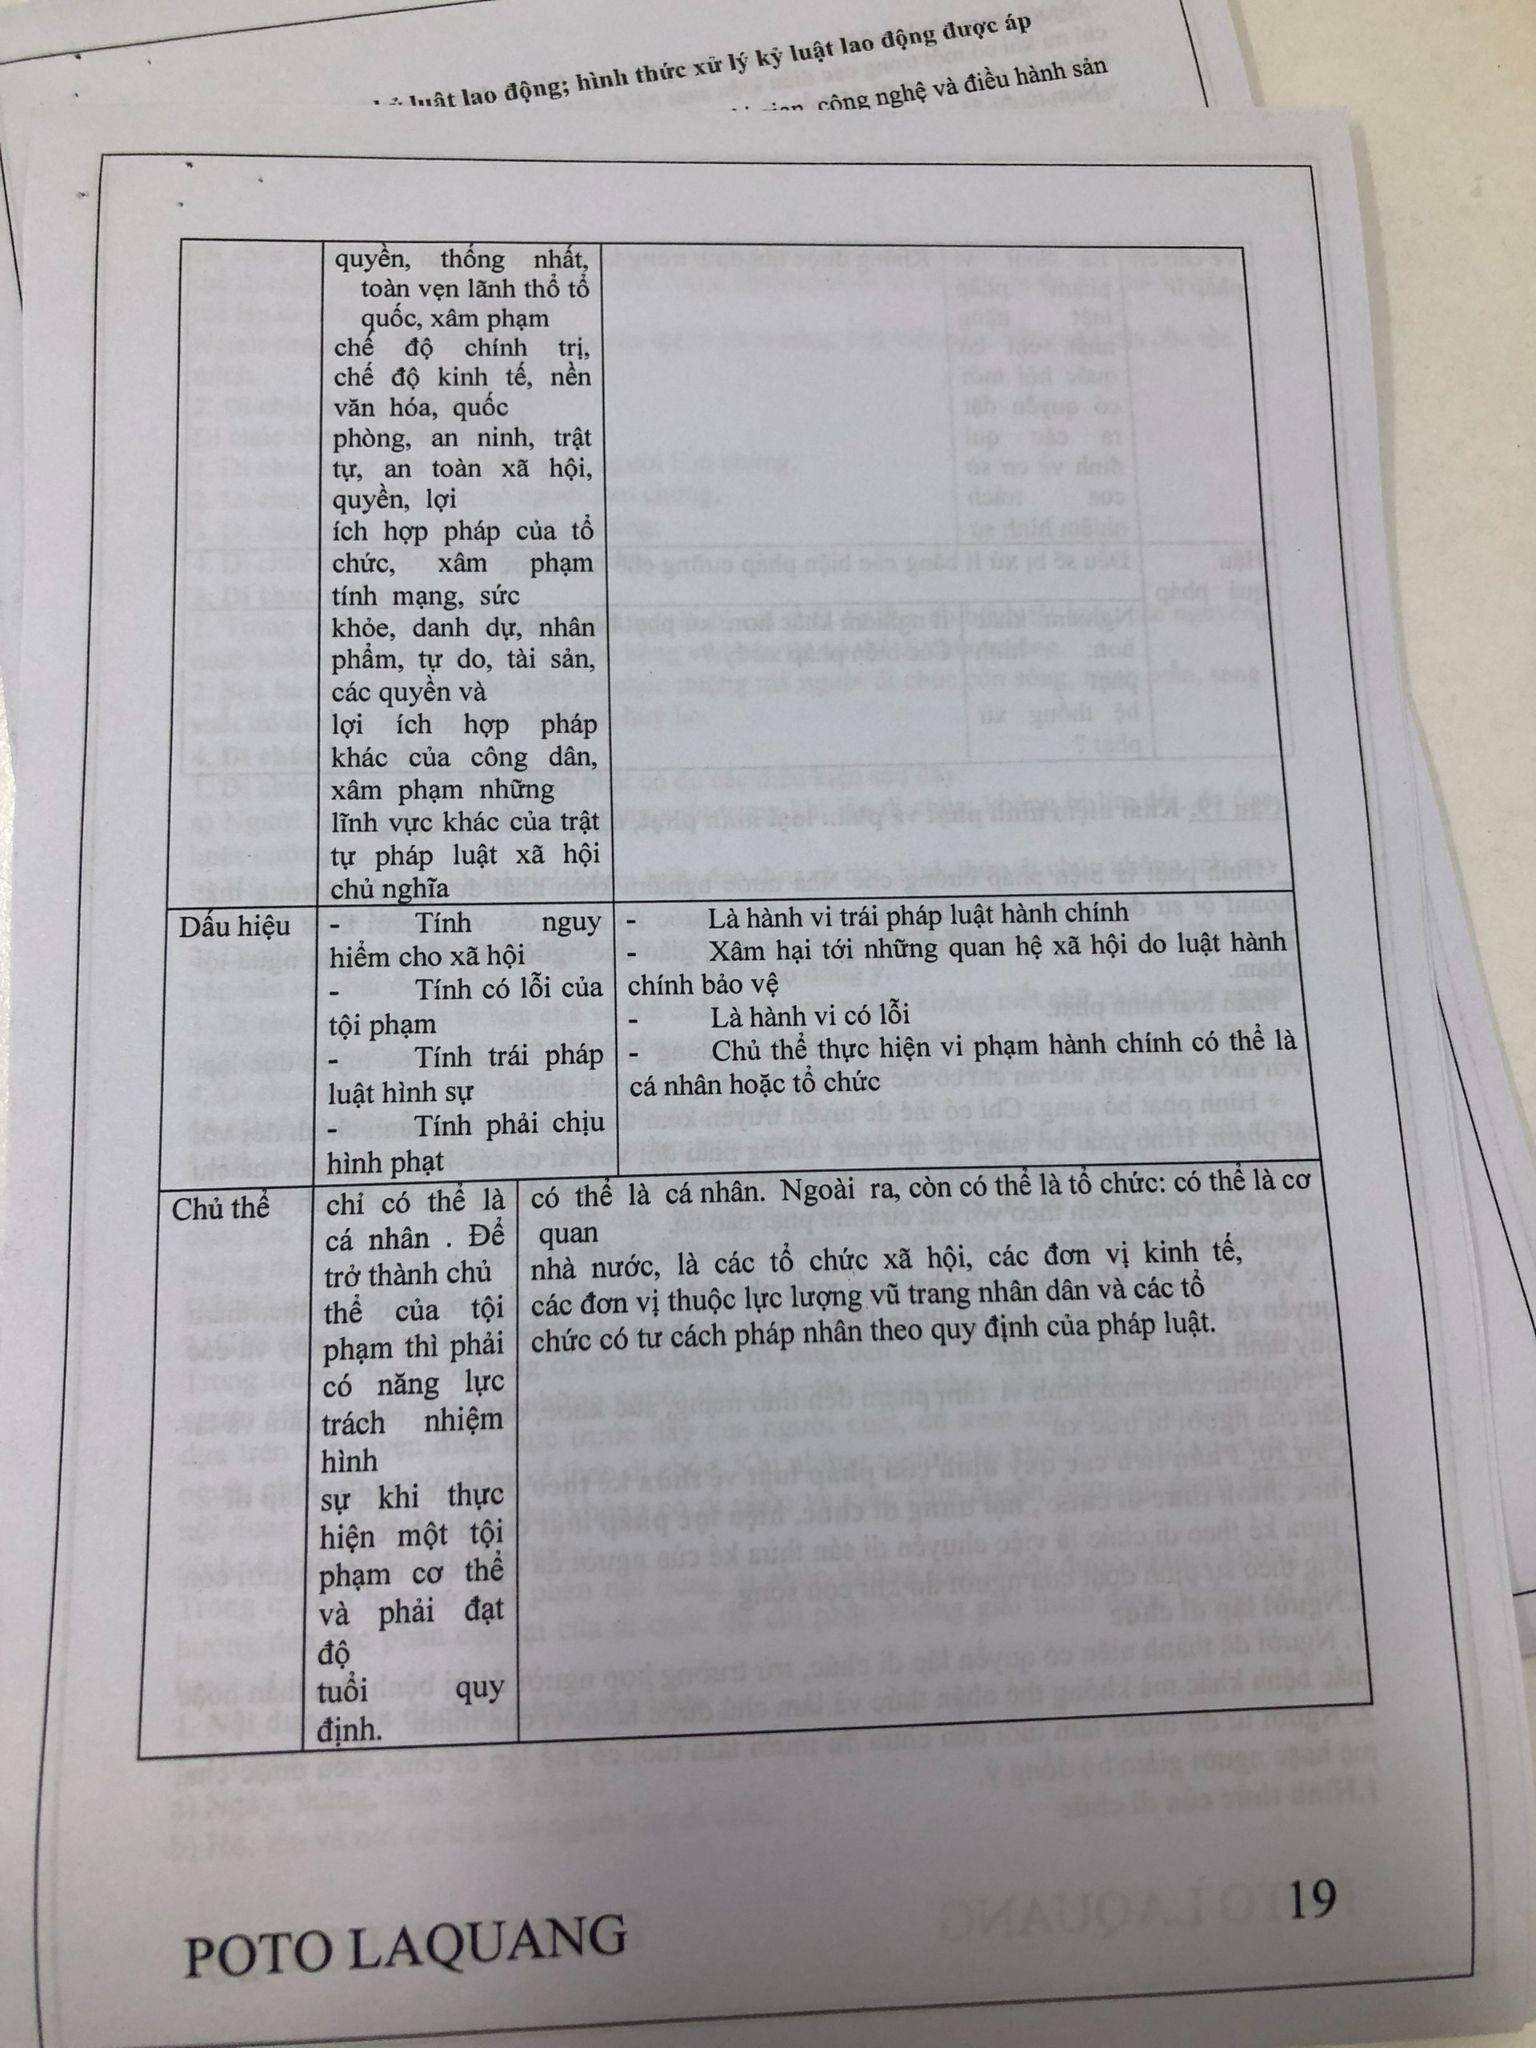 luật lao động; hình thức xử lý kỷ luật lao động được áp
công nghệ và điều hành sản
quyền, thống nhất,
toàn vẹn lãnh thổ tổ
quốc, xâm phạm
chế độ chính trị,
chế độ kinh tế, nền
văn hóa, quốc
phòng, an ninh, trật
tự, an toàn xã hội,
quyền, lợi
ích hợp pháp của tổ
chức, xâm phạm
tính mạng, sức
khỏe, danh dự, nhân
phẩm, tự do, tài sản,
các quyền và
lợi ích hợp pháp
khác của công dân,
xâm phạm những
lĩnh vực khác của trật
tự pháp luật xã hội
chủ nghĩa
Dấu hiệu
- Tính nguy
hiểm cho xã hội
- Tính có lỗi của
tội phạm
- Tính trái pháp
luật hình sự
- Tính phải chịu
hình phạt
- Là hành vi trái pháp luật hành chính
- Xâm hại tới những quan hệ xã hội do luật hành
chính bảo vệ
- Là hành vi có lỗi
- Chủ thể thực hiện vi phạm hành chính có thể là
cá nhân hoặc tổ chức
Chủ thể
chỉ có thể là
cá nhân . Để
trở thành chủ
thể của tội
phạm thì phải
có năng lực
trách nhiệm
hình
sự khi thực
hiện một tội
phạm cơ thể
và phải đạt
độ
tuổi quy
định.
có thể là cá nhân. Ngoài ra, còn có thể là tổ chức: có thể là cơ
quan
nhà nước, là các tổ chức xã hội, các đơn vị kinh tế,
các đơn vị thuộc lực lượng vũ trang nhân dân và các tổ
chức có tư cách pháp nhân theo quy định của pháp luật.
POTO LAQUANG
19